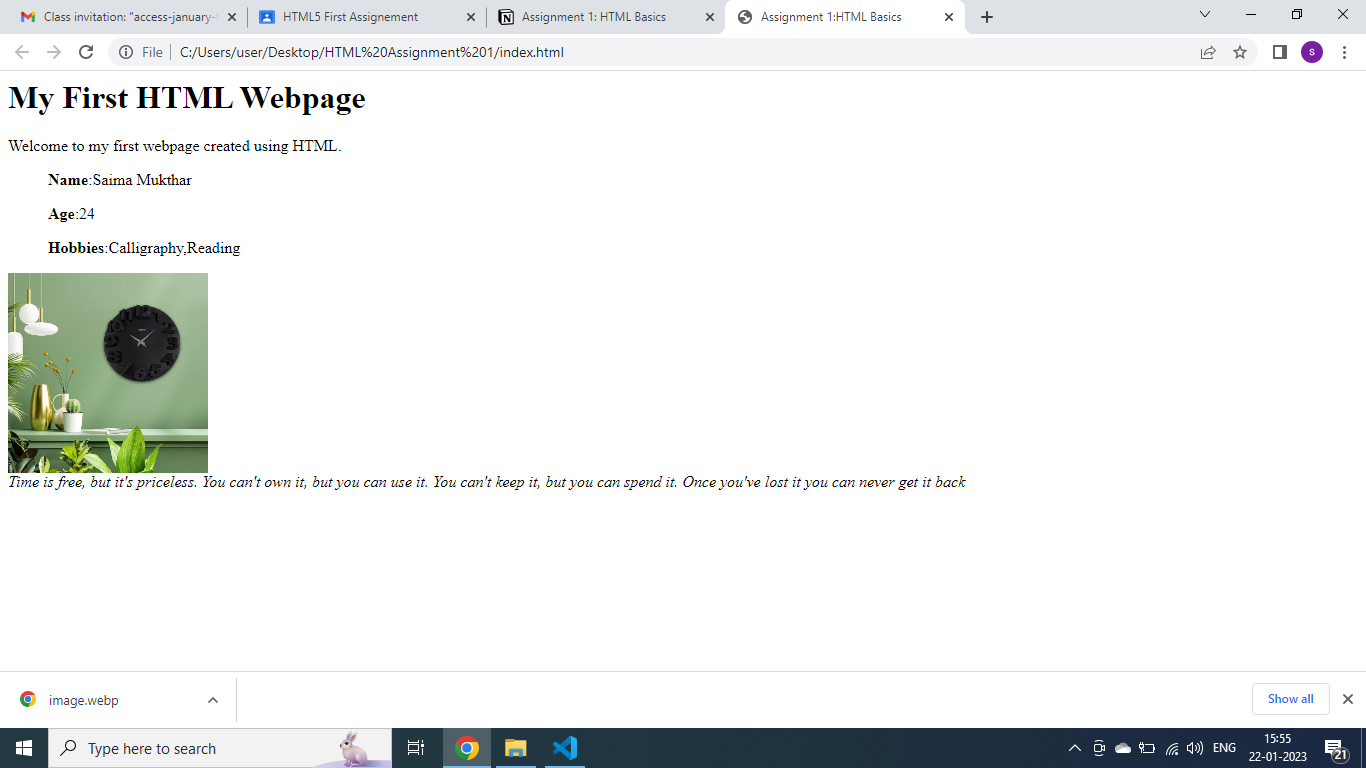 Class invitation: "access-january-f
HTML5 First Assignement
Assignment 1: HTML Basics
Assignment 1:HTML Basics
File
C:/Users/user/Desktop/HTML%20Assignment%201/index.html
s
My First HTML Webpage
Welcome to my first webpage created using HTML.
Name:Saima Mukthar
Age:24
Hobbies:Calligraphy,Reading
Time is free, but it's priceless. You can't own it, but you can use it. You can't keep it, but you can spend it. Once you've lost it you can never get it back
image.webp
Show all
Type here to search
ENG
15:55
22-01-2023
21